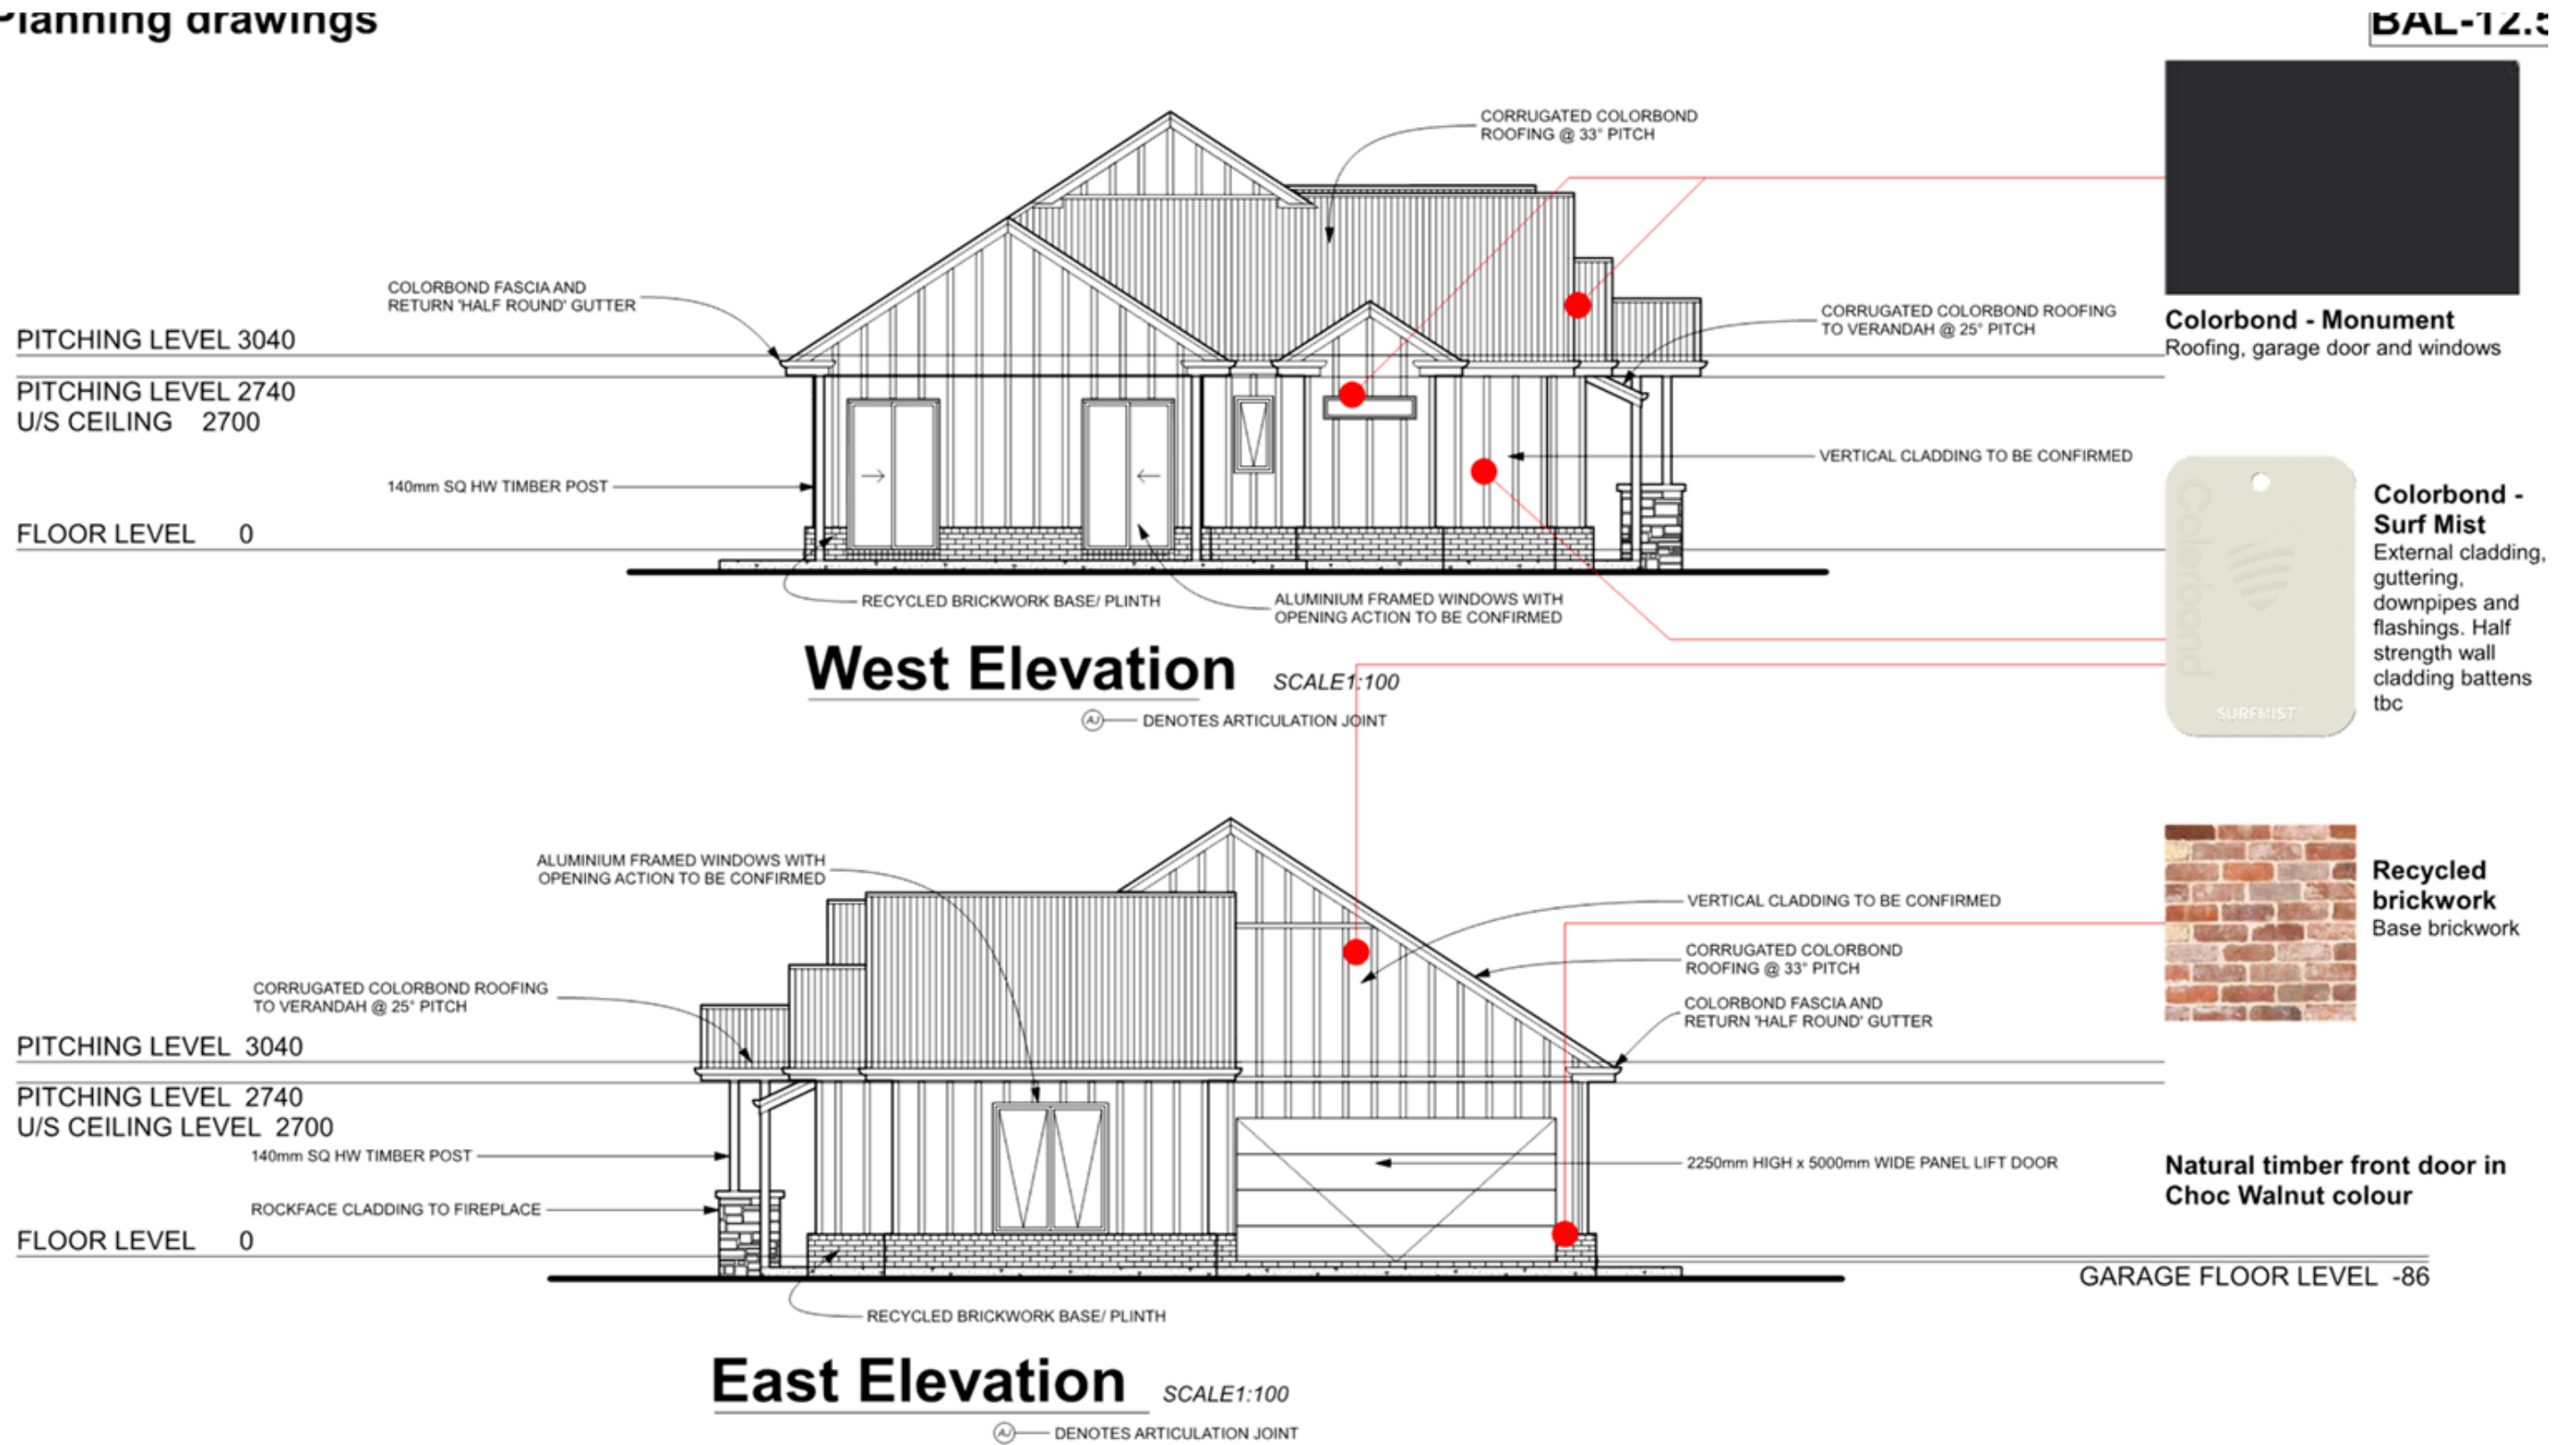 Planning drawings
BAL-12.5
CORRUGATED COLORBOND
ROOFING @ 33° PITCH
COLORBOND FASCIA AND
RETURN 'HALF ROUND' GUTTER
PITCHING LEVEL 3040
CORRUGATED COLORBOND ROOFING
TO VERANDAH @ 25° PITCH
Colorbond - Monument
Roofing, garage door and windows
PITCHING LEVEL 2740
U/S CEILING 2700
VERTICAL CLADDING TO BE CONFIRMED
140mm SQ HW TIMBER POST
FLOOR LEVEL 0
Colorbond
SURFMIST
Colorbond -
Surf Mist
External cladding,
guttering,
downpipes and
flashings. Half
strength wall
cladding battens
tbc
RECYCLED BRICKWORK BASE/ PLINTH
ALUMINIUM FRAMED WINDOWS WITH
OPENING ACTION TO BE CONFIRMED
West Elevation SCALE1:100
AJ DENOTES ARTICULATION JOINT
ALUMINIUM FRAMED WINDOWS WITH
OPENING ACTION TO BE CONFIRMED
VERTICAL CLADDING TO BE CONFIRMED
Recycled
brickwork
Base brickwork
CORRUGATED COLORBOND
ROOFING @ 33° PITCH
CORRUGATED COLORBOND ROOFING
TO VERANDAH @ 25° PITCH
COLORBOND FASCIA AND
RETURN 'HALF ROUND' GUTTER
PITCHING LEVEL 3040
PITCHING LEVEL 2740
U/S CEILING LEVEL 2700
140mm SQ HW TIMBER POST
2250mm HIGH x 5000mm WIDE PANEL LIFT DOOR
Natural timber front door in
Choc Walnut colour
ROCKFACE CLADDING TO FIREPLACE
FLOOR LEVEL 0
GARAGE FLOOR LEVEL -86
RECYCLED BRICKWORK BASE/ PLINTH
East Elevation SCALE1:100
AJ DENOTES ARTICULATION JOINT